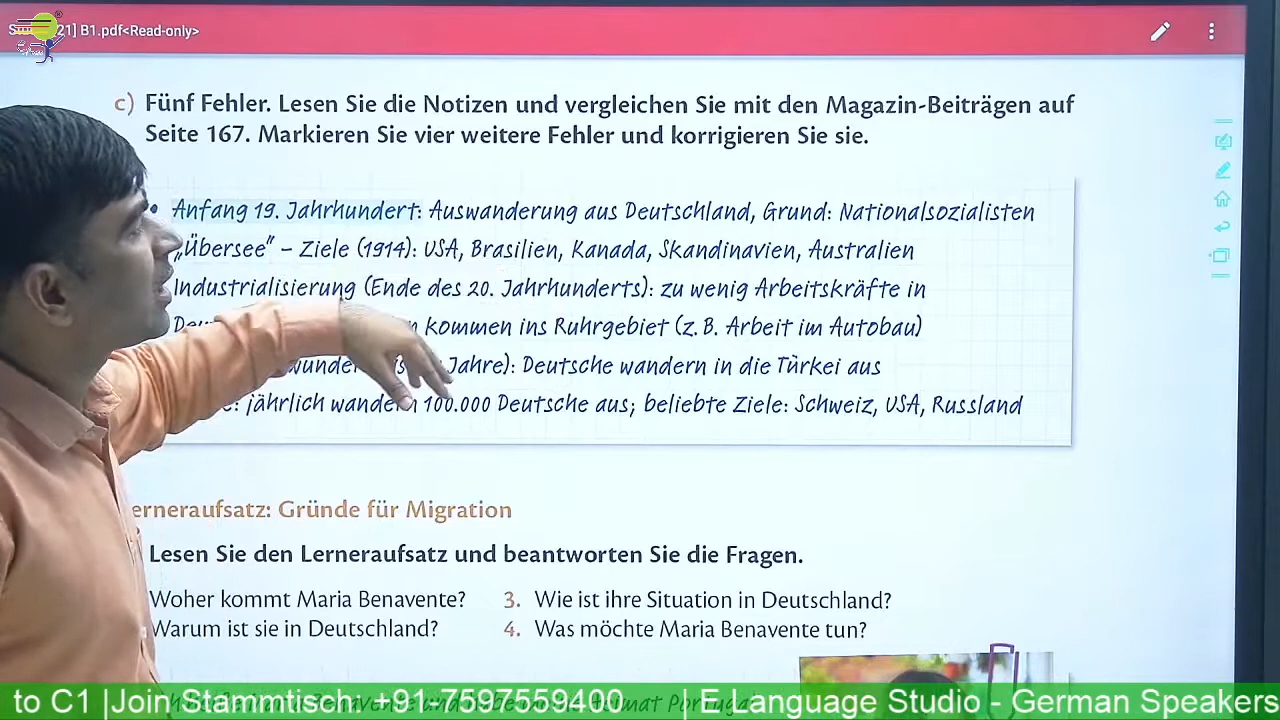 B1.pdf<Read-only>
c) Fünf Fehler. Lesen Sie die Notizen und vergleichen Sie mit den Magazin-Beiträgen auf
Seite 167. Markieren Sie vier weitere Fehler und korrigieren Sie sie.
• Anfang 19. Jahrhundert: Auswanderung aus Deutschland, Grund: Nationalsozialisten
„Übersee" – Ziele (1914): USA, Brasilien, Kanada, Skandinavien, Australien
Industrialisierung (Ende des 20. Jahrhunderts): zu wenig Arbeitskräfte in
kommen ins Ruhrgebiet (z. B. Arbeit im Autobau)
Jahre): Deutsche wandern in die Türkei aus
jährlich wandern 100.000 Deutsche aus; beliebte Ziele: Schweiz, USA, Russland
erneraufsatz: Gründe für Migration
Lesen Sie den Lerneraufsatz und beantworten Sie die Fragen.
Woher kommt Maria Benavente?
Warum ist sie in Deutschland?
3. Wie ist ihre Situation in Deutschland?
4. Was möchte Maria Benavente tun?
to C1 |Join Stammtisch: +91 7597559400 | E Language Studio - German Speakers